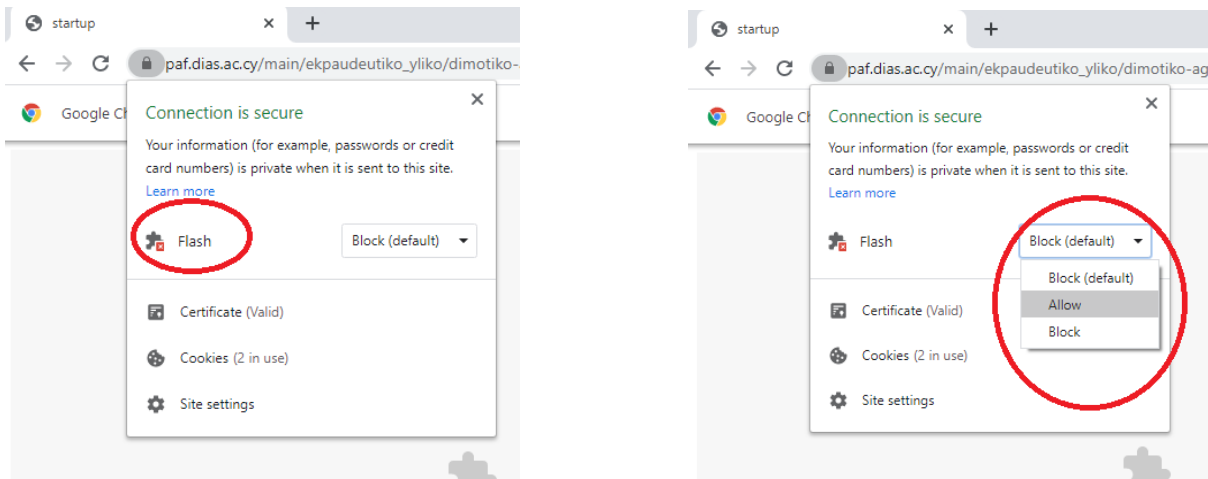 startup
paf.dias.ac.cy/main/ekpaudeutiko_yliko/dimotiko-
Google Ch
Connection is secure
Your information (for example, passwords or credit
card numbers) is private when it is sent to this site.
Learn more
Flash
Block (default)
Certificate (Valid)
Cookies (2 in use)
Site settings
startup
paf.dias.ac.cy/main/ekpaudeutiko_yliko/dimotiko-ag
Google Ch
Connection is secure
Your information (for example, passwords or credit
card numbers) is private when it is sent to this site.
Learn more
Flash
Block (default)
Block (default)
Allow
Block
Certificate (Valid)
Cookies (2 in use)
Site settings